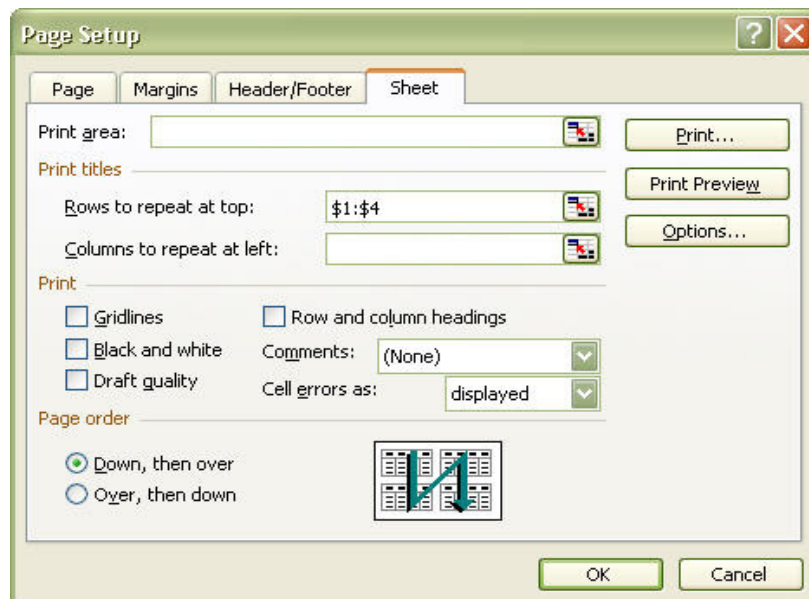 Page Setup
Page Margins Header/Footer Sheet
Print area:
Print...
Print titles
Print Preview
Rows to repeat at top: $1:$4
Options...
Columns to repeat at left:
Print
Gridlines Row and column headings
Black and white Comments: (None)
Draft quality Cell errors as: displayed
Page order
Down, then over
Over, then down
OK Cancel